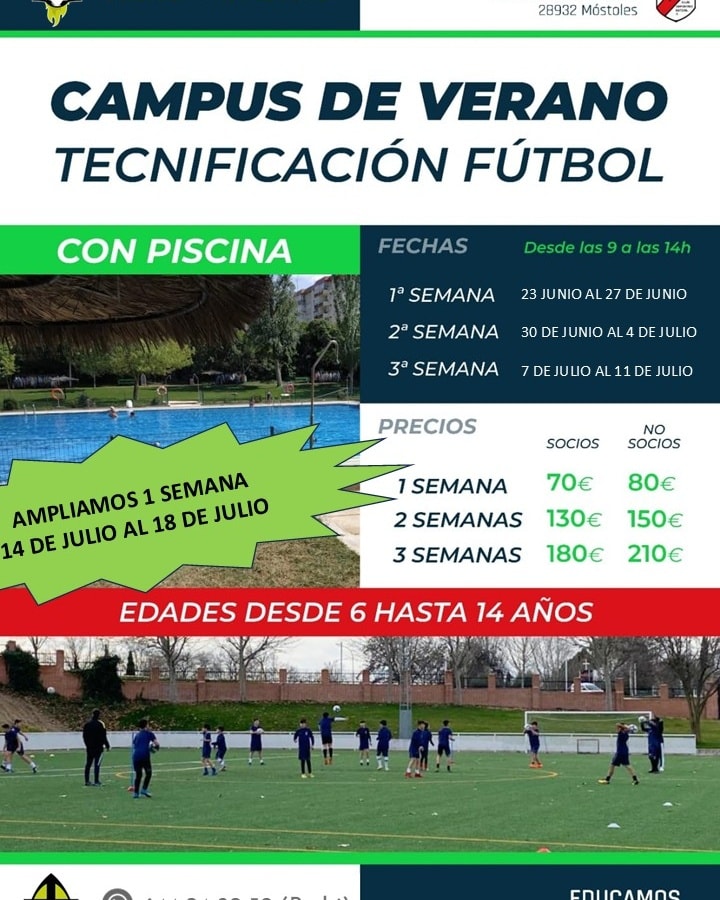 28932 Móstoles
CAMPUS DE VERANO
TECNIFICACIÓN FÚTBOL
CON PISCINA
FECHAS
Desde las 9 a las 14h
1ª SEMANA 23 JUNIO AL 27 DE JUNIO
2ª SEMANA 30 DE JUNIO AL 4 DE JULIO
3ª SEMANA 7 DE JULIO AL 11 DE JULIO
AMPLIAMOS 1 SEMANA
14 DE JULIO AL 18 DE JULIO
PRECIOS
SOCIOS
NO
SOCIOS
1 SEMANA 70€ 80€
2 SEMANAS 130€ 150€
3 SEMANAS 180€ 210€
EDADES DESDE 6 HASTA 14 AÑOS
EDUCAMOS